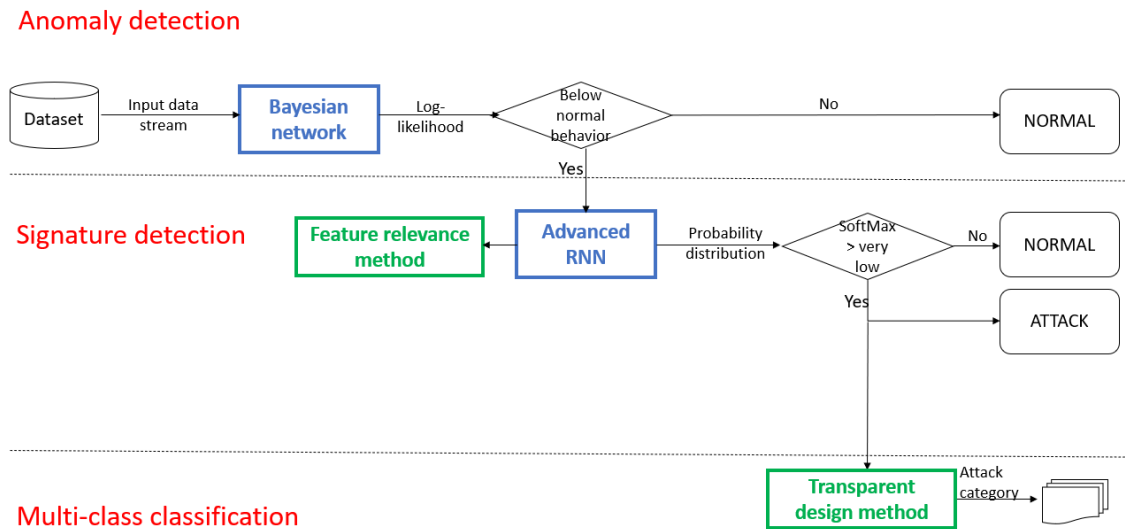 Anomaly detection
Dataset
Input data
stream
Bayesian
network
Log-
likelihood
Below
normal
behavior
No
NORMAL
Yes
Signature detection
Feature relevance
method
Advanced
RNN
Probability
distribution
SoftMax
> very
low
No
NORMAL
Yes
ATTACK
Multi-class classification
Transparent
design method
Attack
category